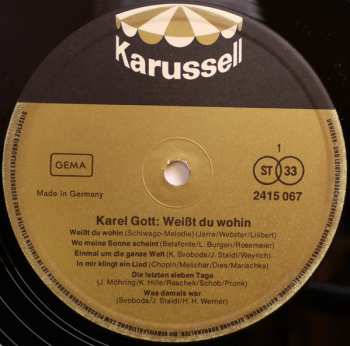 Karussell
GEMA
Made in Germany
1
ST 33
2415 067
Karel Gott: Weißt du wohin
Weißt du wohin (Schiwago-Melodie) (Jarre/Webster/Lilibert)
Wo meine Sonne scheint (Belafonte/L. Burgen/Rosemeier)
Einmal um die ganze Welt (K. Svoboda/J. Staidl/Weyrich)
In mir klingt ein Lied (Chopin/Melichar/Dies/Marischka)
Die letzten sieben Tage
(J. Möhring/K. Hille/Raschek/Schob/Pronk)
Was damals war
(Svoboda/J. Staidl/H. H. Werner)